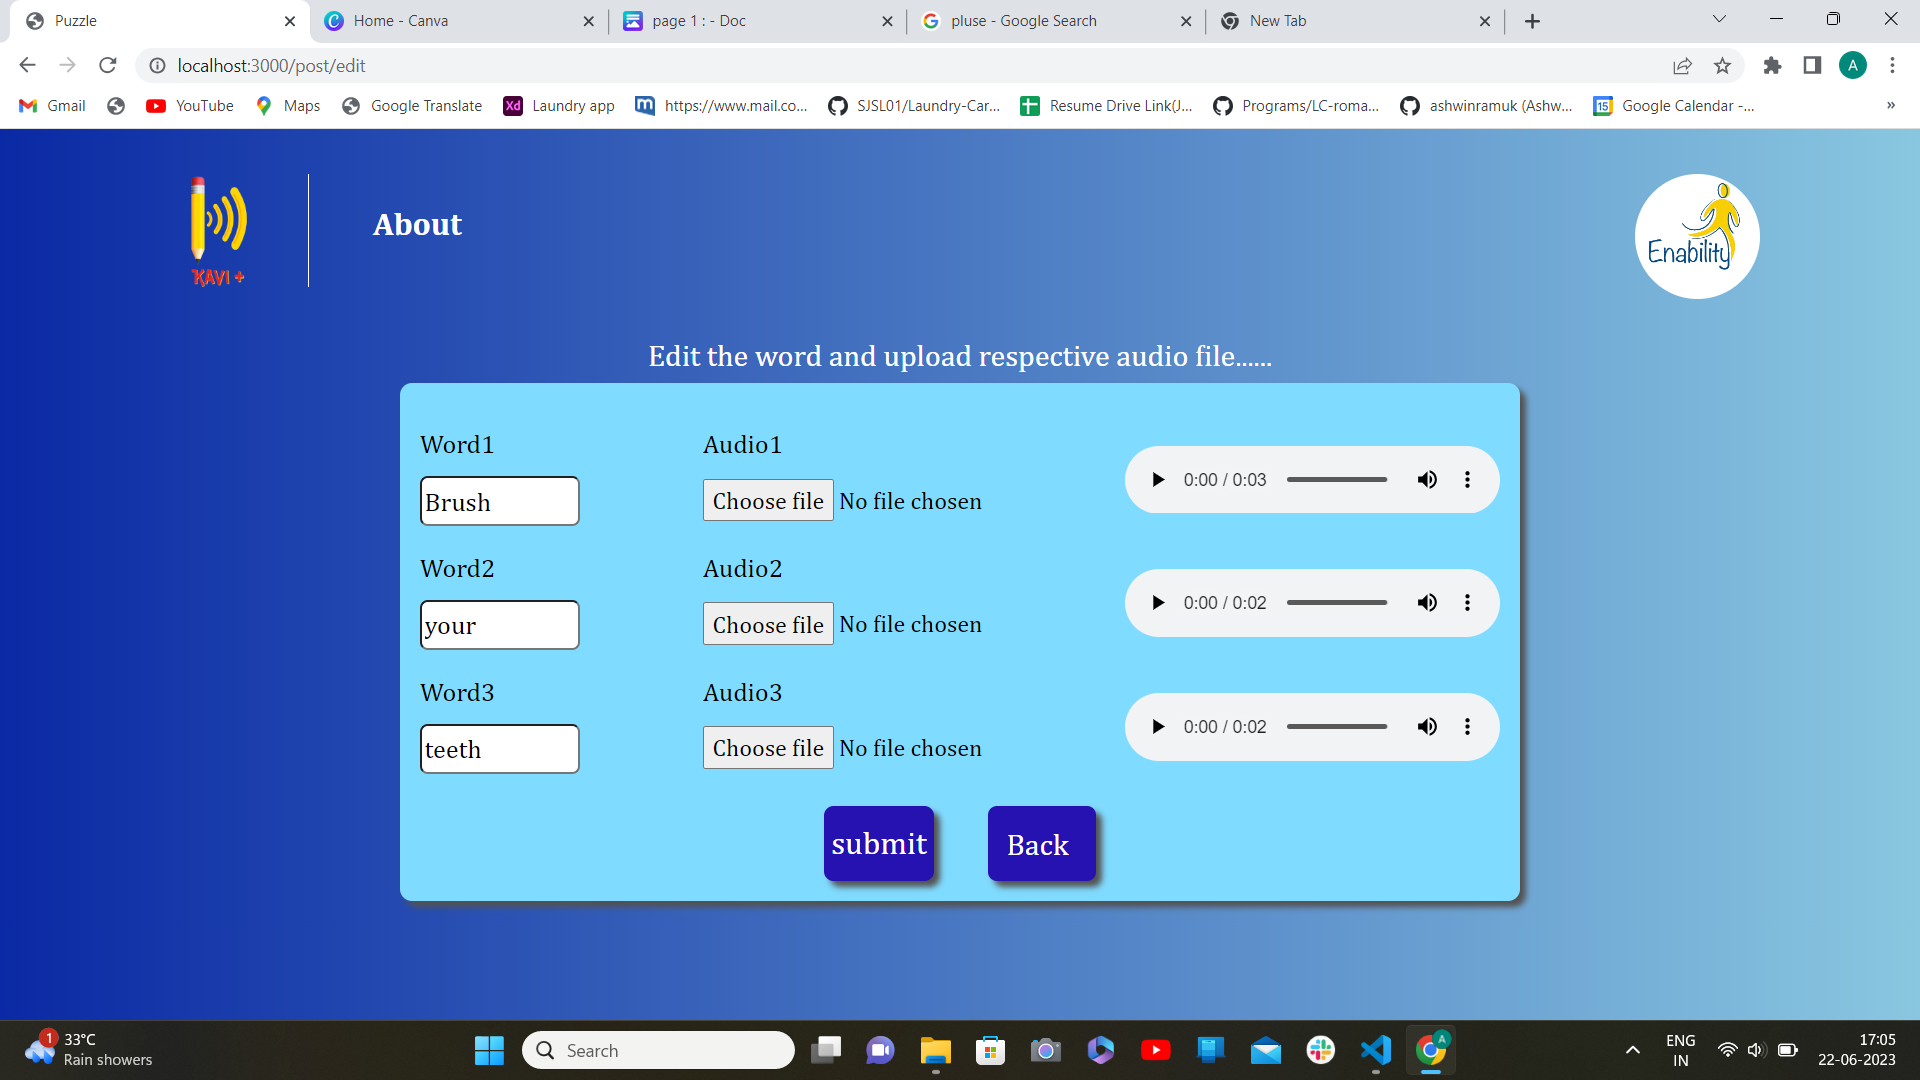 Puzzle
Home - Canva
page 1 : - Doc
pluse - Google Search
New Tab
localhost:3000/post/edit
A
Gmail
YouTube
Maps
Google Translate
Xd Laundry app
https://www.mail.co...
SJSL01/Laundry-Car...
Resume Drive Link(J...
Programs/LC-roma...
ashwinramuk (Ashw...
15 Google Calendar -...
»
KAVI +
About
Enability
Edit the word and upload respective audio file......
Word1
Audio1
Brush
Choose file No file chosen
0:00 / 0:03
Word2
Audio2
your
Choose file No file chosen
0:00 / 0:02
Word3
Audio3
teeth
Choose file No file chosen
0:00 / 0:02
submit
Back
1
33°C
Rain showers
Search
A
ENG
IN
17:05
22-06-2023